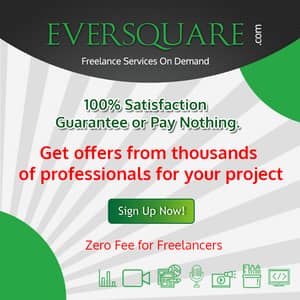 EVERSQUARE.com
Freelance Services On Demand
100% Satisfaction
Guarantee or Pay Nothing.
Get offers from thousands
of professionals for your project
Sign Up Now!
Zero Fee for Freelancers